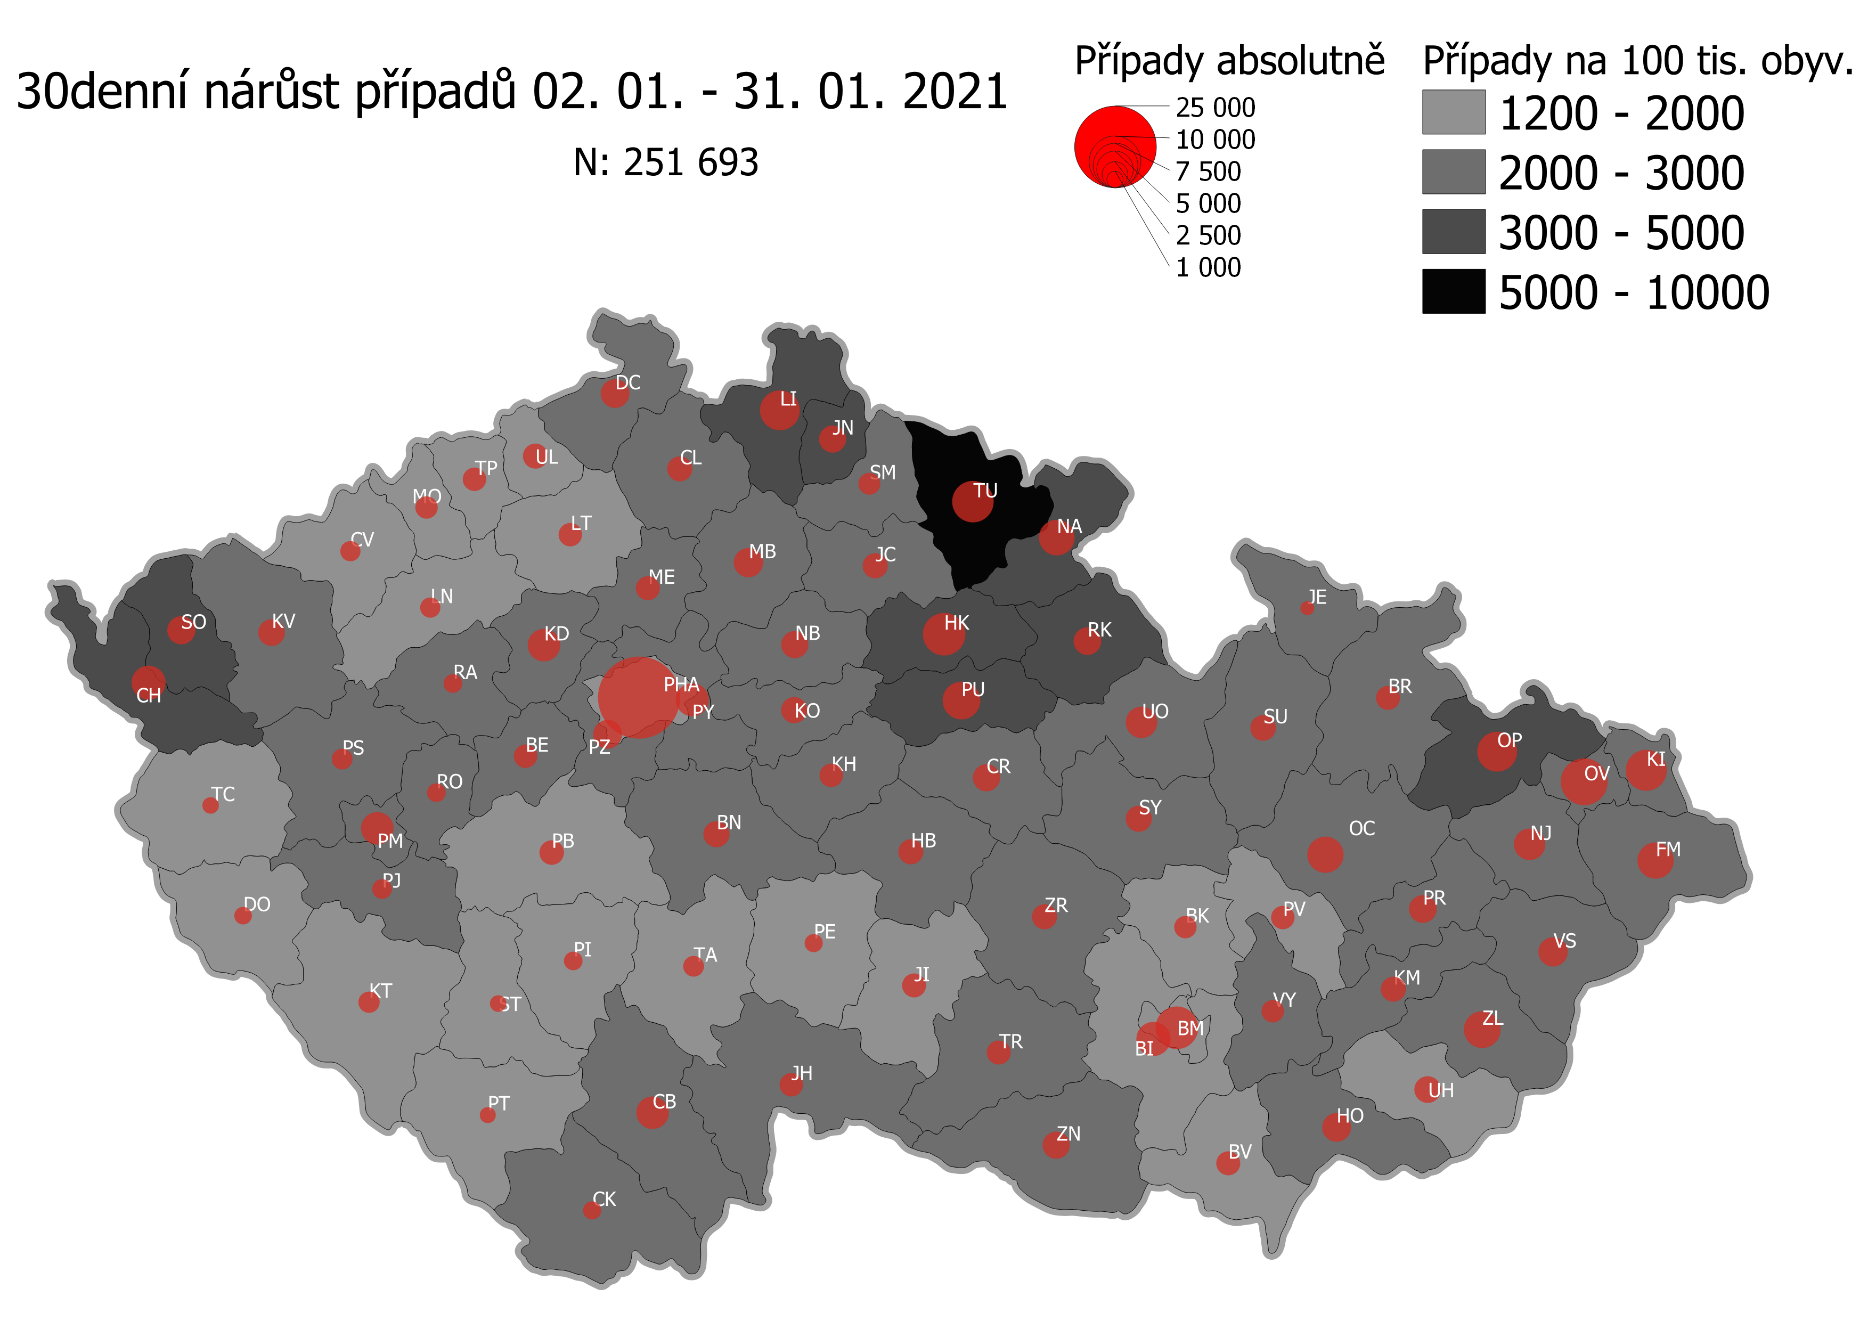 30denní nárůst případů 02. 01. - 31. 01. 2021
N: 251 693
Případy absolutně
25 000
10 000
7 500
5 000
2 500
1 000
Případy na 100 tis. obyv.
1200 - 2000
2000 - 3000
3000 - 5000
5000 - 10000
DC
LI
JN
UL
TP
CL
SM
TU
MO
NA
LT
CV
MB
JC
ME
LN
JE
SO
KV
KD
NB
HK
RK
RA
PHA
CH
PY
KO
PU
UO
SU
BR
PS
BE
PZ
OP
KI
RO
KH
CR
OV
TC
SY
PM
PB
BN
HB
OC
NJ
FM
PJ
DO
ZR
BK
PV
PR
PI
TA
PE
JI
VS
KT
ST
VY
KM
BM
ZL
BI
TR
JH
UH
PT
CB
ZN
HO
BV
CK